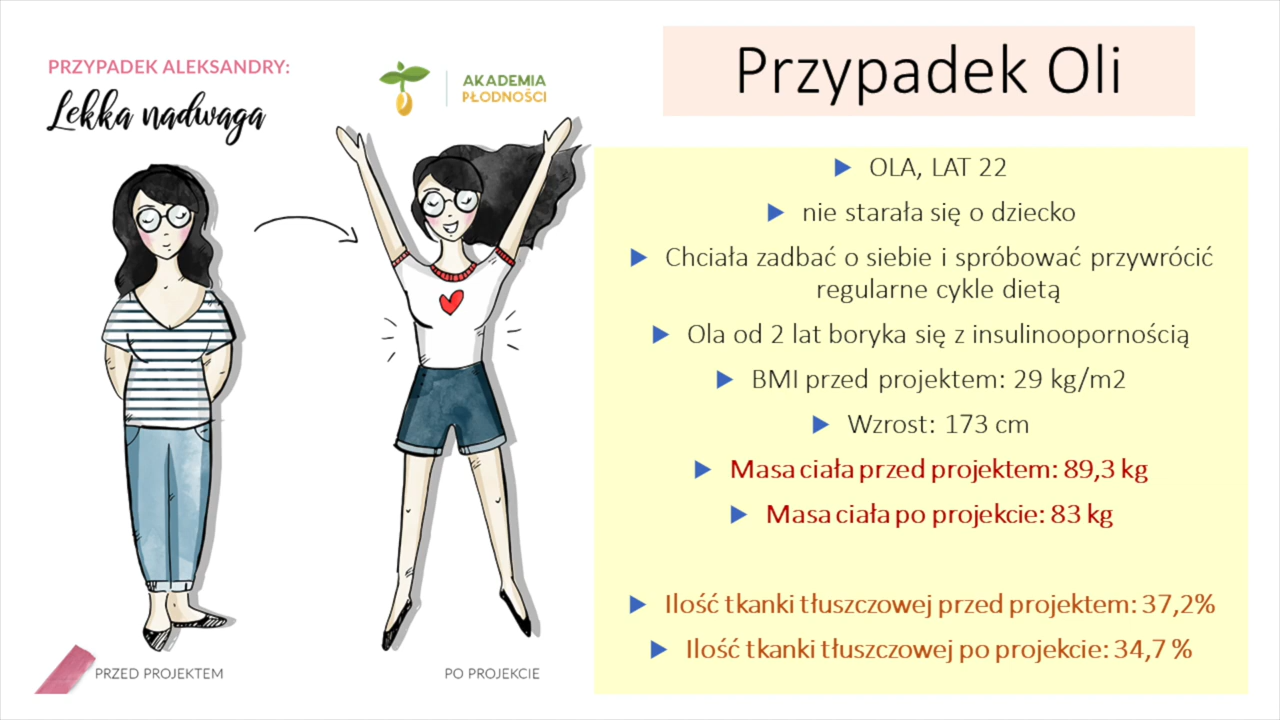 PRZYPADEK ALEKSANDRY:
Lekka nadwaga
AKADEMIA
PŁODNOŚCI
PRZED PROJEKTEM
PO PROJEKCIE
Przypadek Oli
OLA, LAT 22
nie starała się o dziecko
Chciała zadbać o siebie i spróbować przywrócić
regularne cykle dietą
Ola od 2 lat boryka się z insulinoopornością
BMI przed projektem: 29 kg/m2
Wzrost: 173 cm
Masa ciała przed projektem: 89,3 kg
Masa ciała po projekcie: 83 kg
Ilość tkanki tłuszczowej przed projektem: 37,2%
Ilość tkanki tłuszczowej po projekcie: 34,7 %